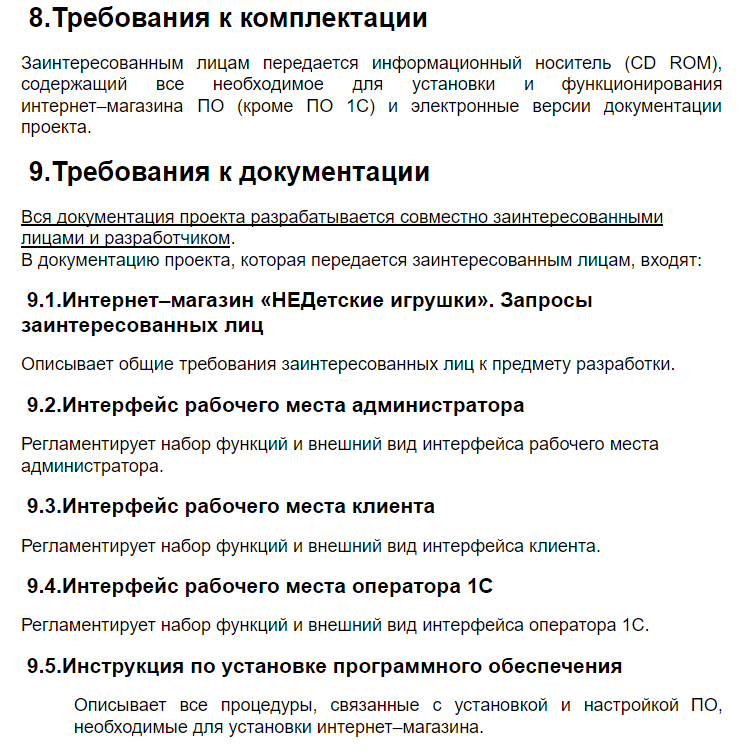 8.Требования к комплектации
Заинтересованным лицам передается информационный носитель (CD ROM),
содержащий все необходимое для установки и функционирования
интернет–магазина ПО (кроме ПО 1С) и электронные версии документации
проекта.
9.Требования к документации
Вся документация проекта разрабатывается совместно заинтересованными
лицами и разработчиком.
В документацию проекта, которая передается заинтересованным лицам, входят:
9.1.Интернет–магазин «НЕДетские игрушки». Запросы
заинтересованных лиц
Описывает общие требования заинтересованных лиц к предмету разработки.
9.2.Интерфейс рабочего места администратора
Регламентирует набор функций и внешний вид интерфейса рабочего места
администратора.
9.3.Интерфейс рабочего места клиента
Регламентирует набор функций и внешний вид интерфейса клиента.
9.4.Интерфейс рабочего места оператора 1С
Регламентирует набор функций и внешний вид интерфейса оператора 1С.
9.5.Инструкция по установке программного обеспечения
Описывает все процедуры, связанные с установкой и настройкой ПО,
необходимые для установки интернет–магазина.